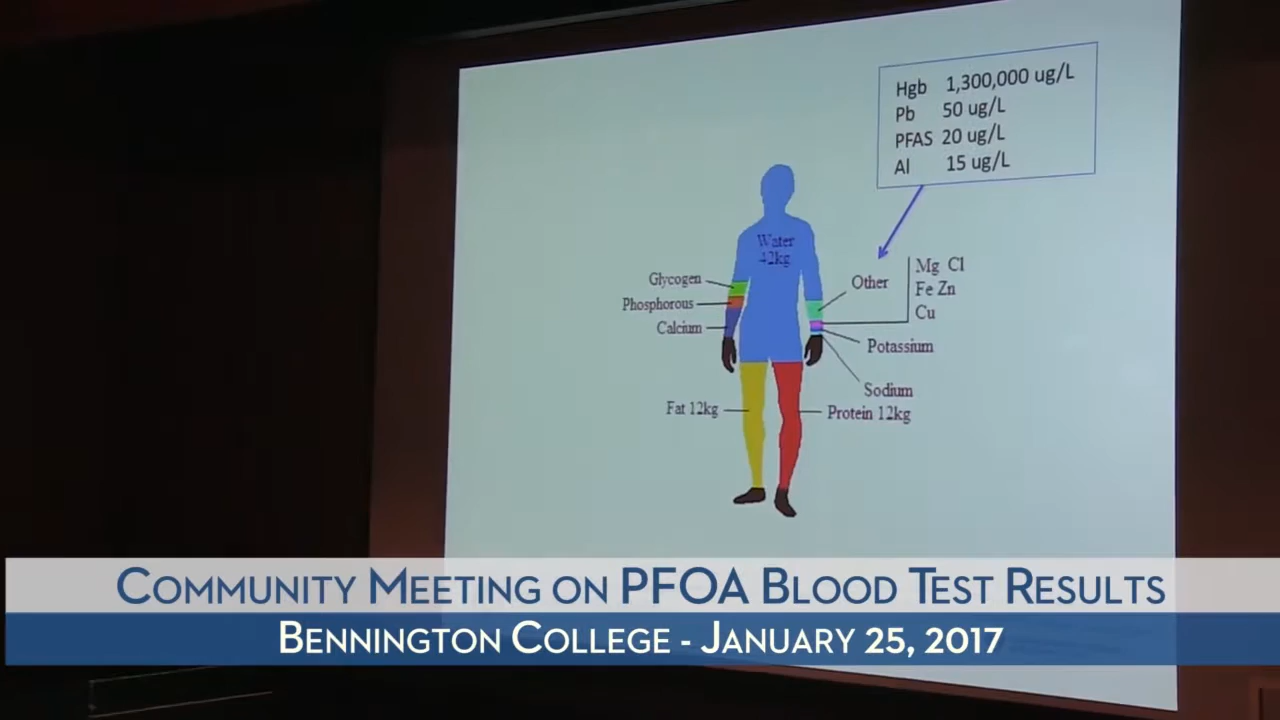 Hgb 1,300,000 ug/L
Pb 50 ug/L
PFAS 20 ug/L
Al 15 ug/L
Water
42kg
Glycogen
Phosphorous
Calcium
Other
Mg Cl
Fe Zn
Cu
Potassium
Sodium
Fat 12kg
Protein 12kg
COMMUNITY MEETING ON PFOA BLOOD TEST RESULTS
BENNINGTON COLLEGE - JANUARY 25, 2017